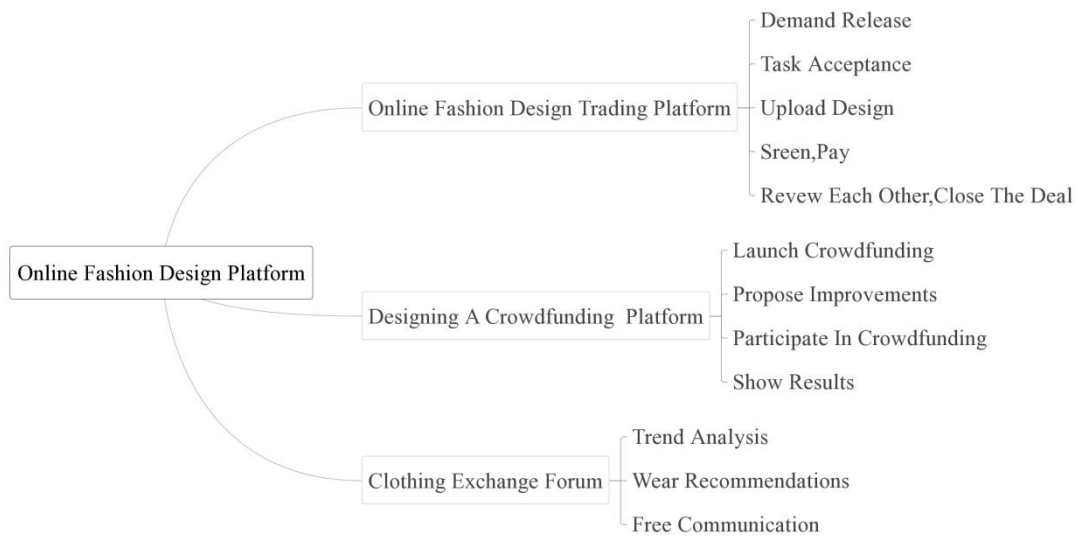 Online Fashion Design Platform
Online Fashion Design Trading Platform
Demand Release
Task Acceptance
Upload Design
Sreen,Pay
Revew Each Other,Close The Deal
Designing A Crowdfunding  Platform
Launch Crowdfunding
Propose Improvements
Participate In Crowdfunding
Show Results
Clothing Exchange Forum
Trend Analysis
Wear Recommendations
Free Communication